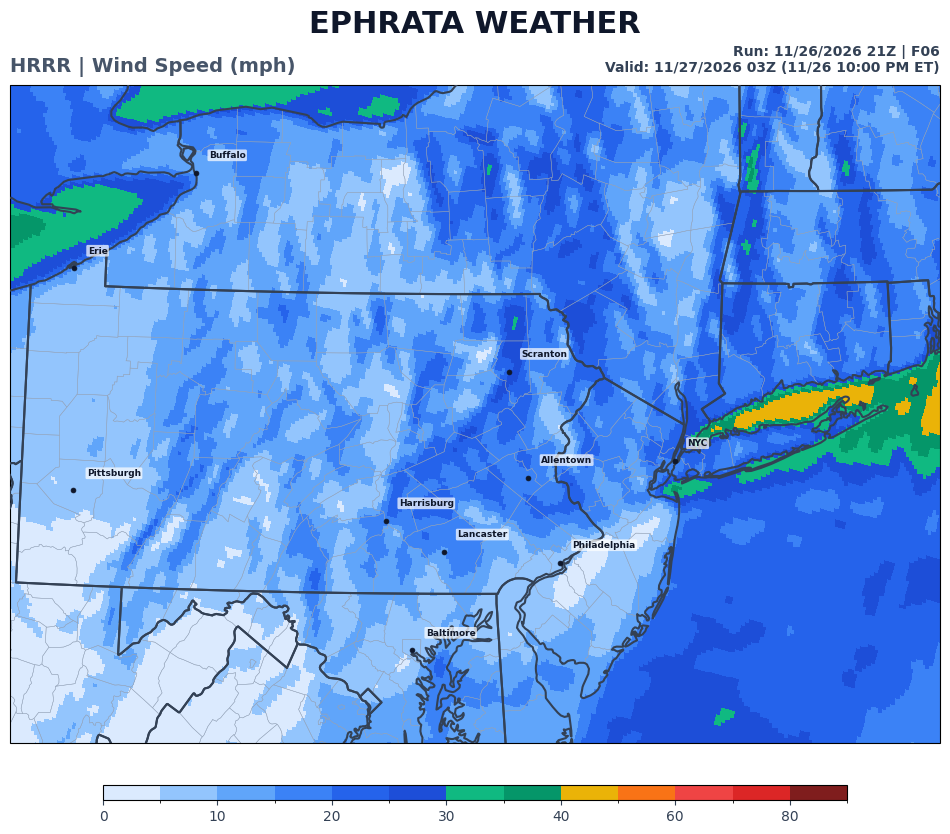 EPHRATA WEATHER
HRRR | Wind Speed (mph)
Run: 11/26/2026 21Z | F06
Valid: 11/27/2026 03Z (11/26 10:00 PM ET)
Buffalo
Erie
Scranton
NYC
Allentown
Pittsburgh
Harrisburg
Lancaster
Philadelphia
Baltimore
0 10 20 30 40 50 60 70 80